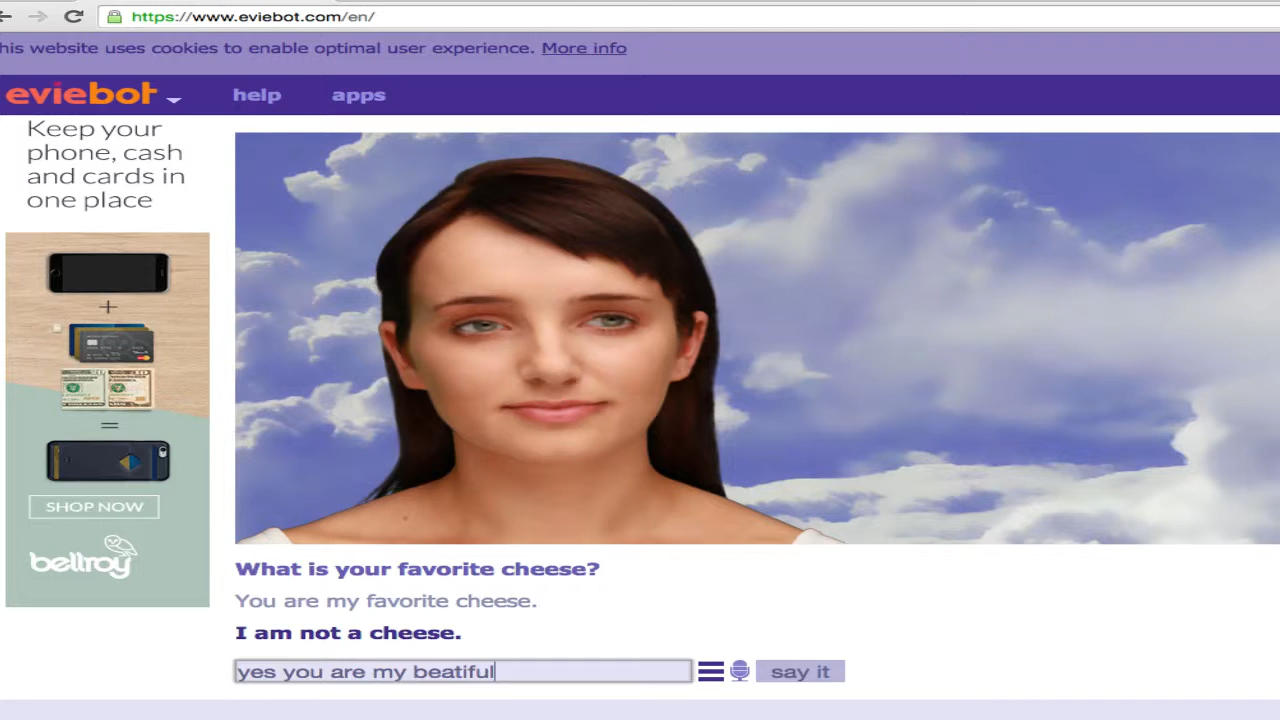 https://www.eviebot.com/en/
his website uses cookies to enable optimal user experience. More info
eviebot help apps
Keep your
phone, cash
and cards in
one place
+
=
SHOP NOW
bellroy
What is your favorite cheese?
You are my favorite cheese.
I am not a cheese.
yes you are my beatiful
say it